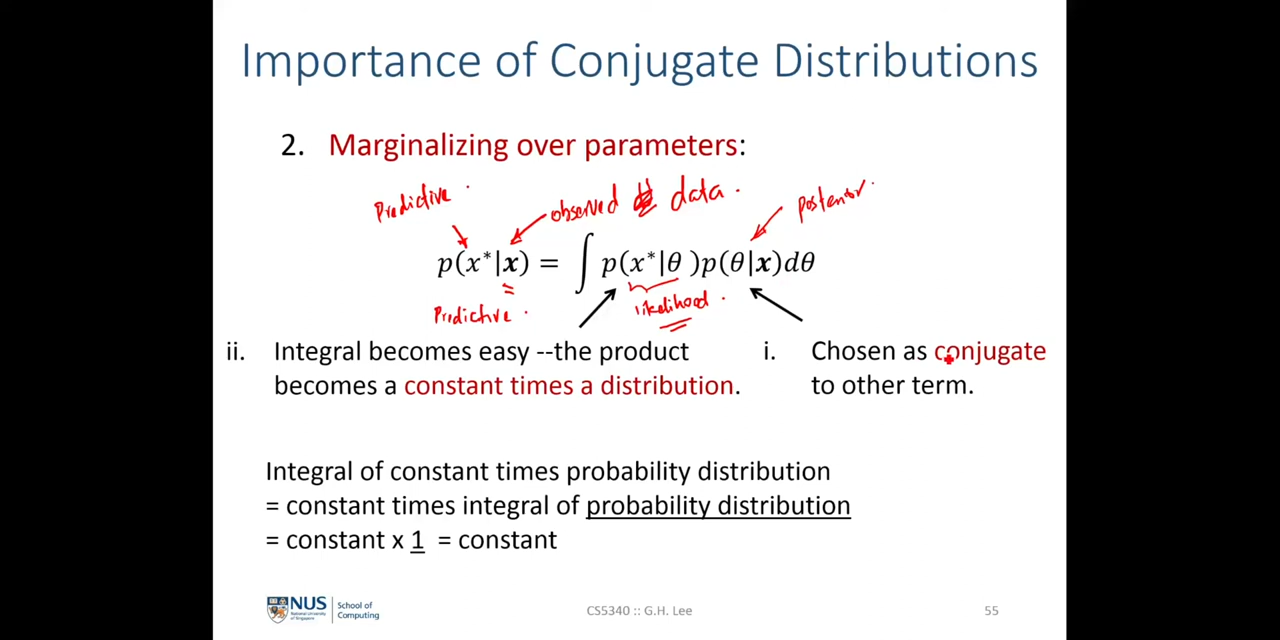 Importance of Conjugate Distributions
2. Marginalizing over parameters:
Predictive.
observed data.
posterior
p(x*|x) = ∫ p(x*|θ )p(θ|x)dθ
Predictive.
likelihood.
ii. Integral becomes easy --the product
becomes a constant times a distribution.
i. Chosen as conjugate
to other term.
Integral of constant times probability distribution
= constant times integral of probability distribution
= constant x 1 = constant
NUS
National University
of Singapore
School of
Computing
CS5340 :: G.H. Lee
55